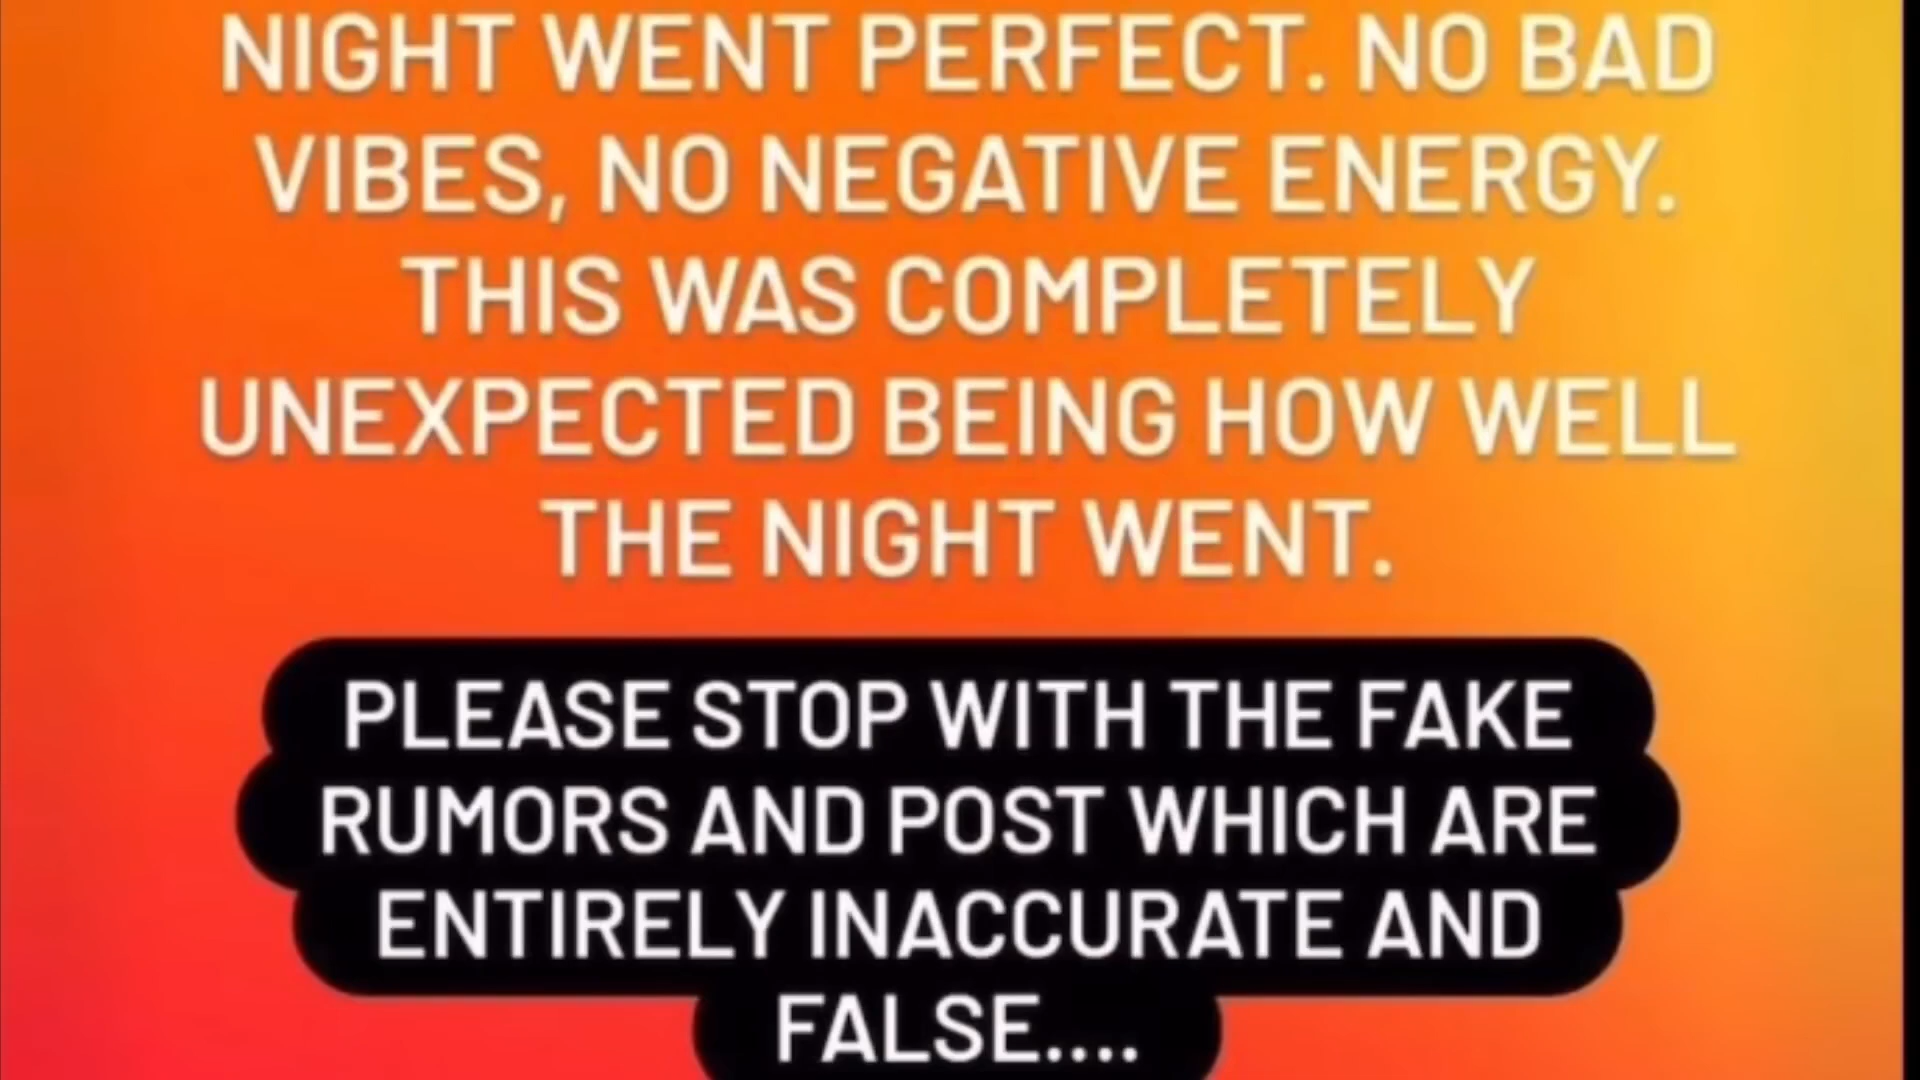 NIGHT WENT PERFECT. NO BAD
VIBES, NO NEGATIVE ENERGY.
THIS WAS COMPLETELY
UNEXPECTED BEING HOW WELL
THE NIGHT WENT.
PLEASE STOP WITH THE FAKE
RUMORS AND POST WHICH ARE
ENTIRELY INACCURATE AND
FALSE....